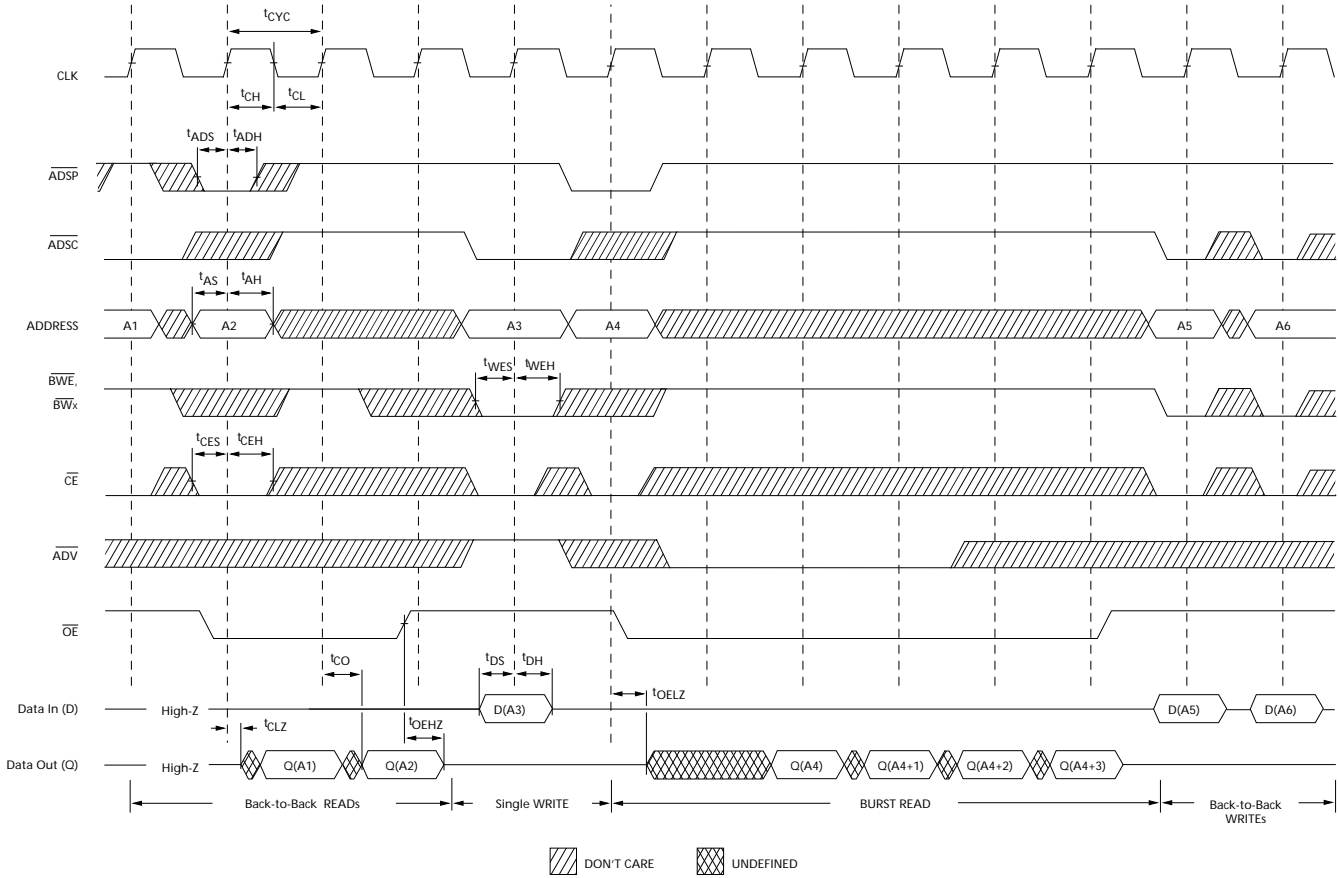 tCYC
CLK
tCH
tCL
tADS
tADH
ADSP
ADSC
tAS
tAH
ADDRESS
A1
A2
A3
A4
A5
A6
tWES
tWEH
BWE,
BWx
tCES
tCEH
CE
ADV
OE
tCO
tDS
tDH
tOELZ
Data In (D)
High-Z
D(A3)
D(A5)
D(A6)
tCLZ
tOEHZ
Data Out (Q)
High-Z
Q(A1)
Q(A2)
Q(A4)
Q(A4+1)
Q(A4+2)
Q(A4+3)
Back-to-Back READs
Single WRITE
BURST READ
Back-to-Back
WRITEs
DON'T CARE
UNDEFINED